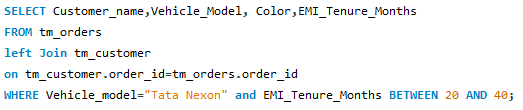 SELECT Customer_name,Vehicle_Model, Color,EMI_Tenure_Months
FROM tm_orders
left Join tm_customer
on tm_customer.order_id=tm_orders.order_id
WHERE Vehicle_model="Tata Nexon" and EMI_Tenure_Months BETWEEN 20 AND 40;